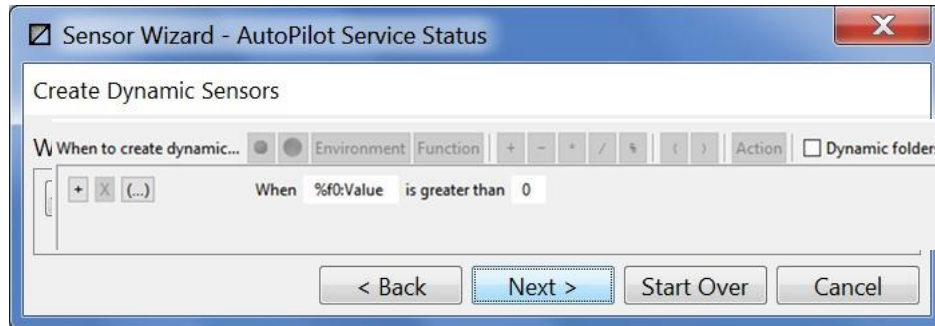 Sensor Wizard - AutoPilot Service Status
X
Create Dynamic Sensors
W When to create dynamic... Environment Function + - * / % ( ) Action Dynamic folder
+ X (...) When %f0:Value is greater than 0
< Back Next > Start Over Cancel